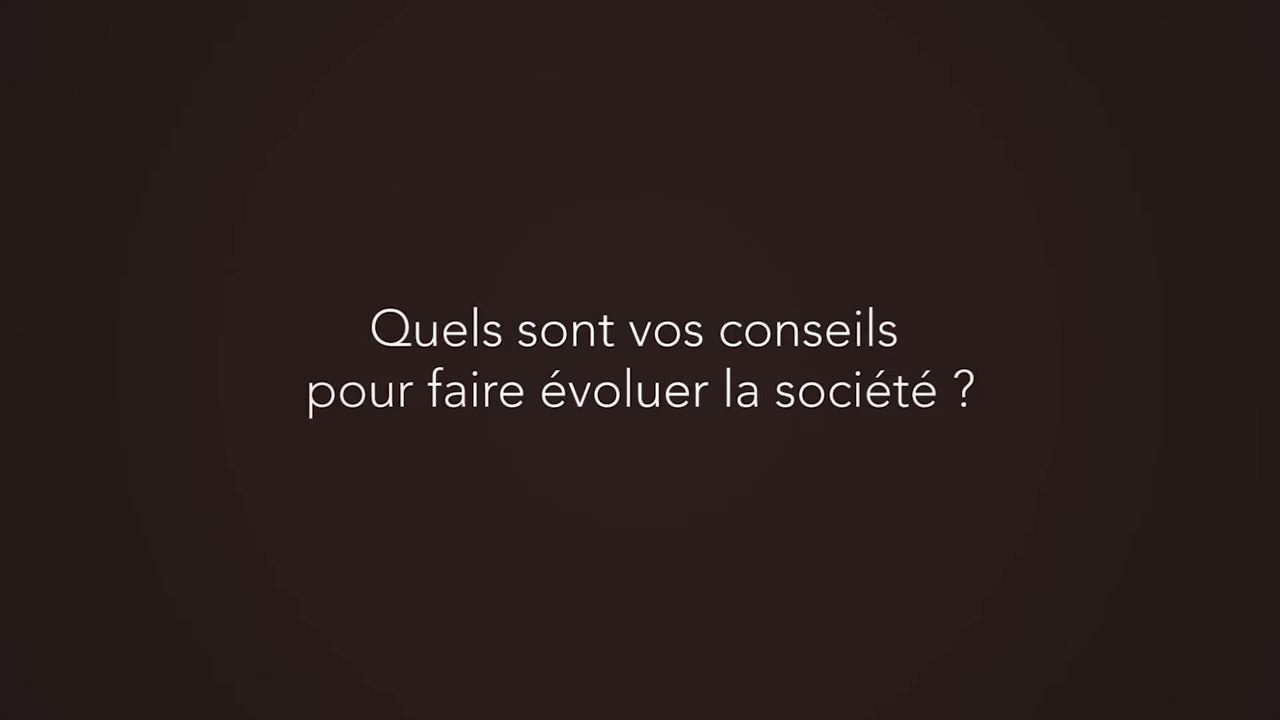 Quels sont vos conseils
pour faire évoluer la société ?